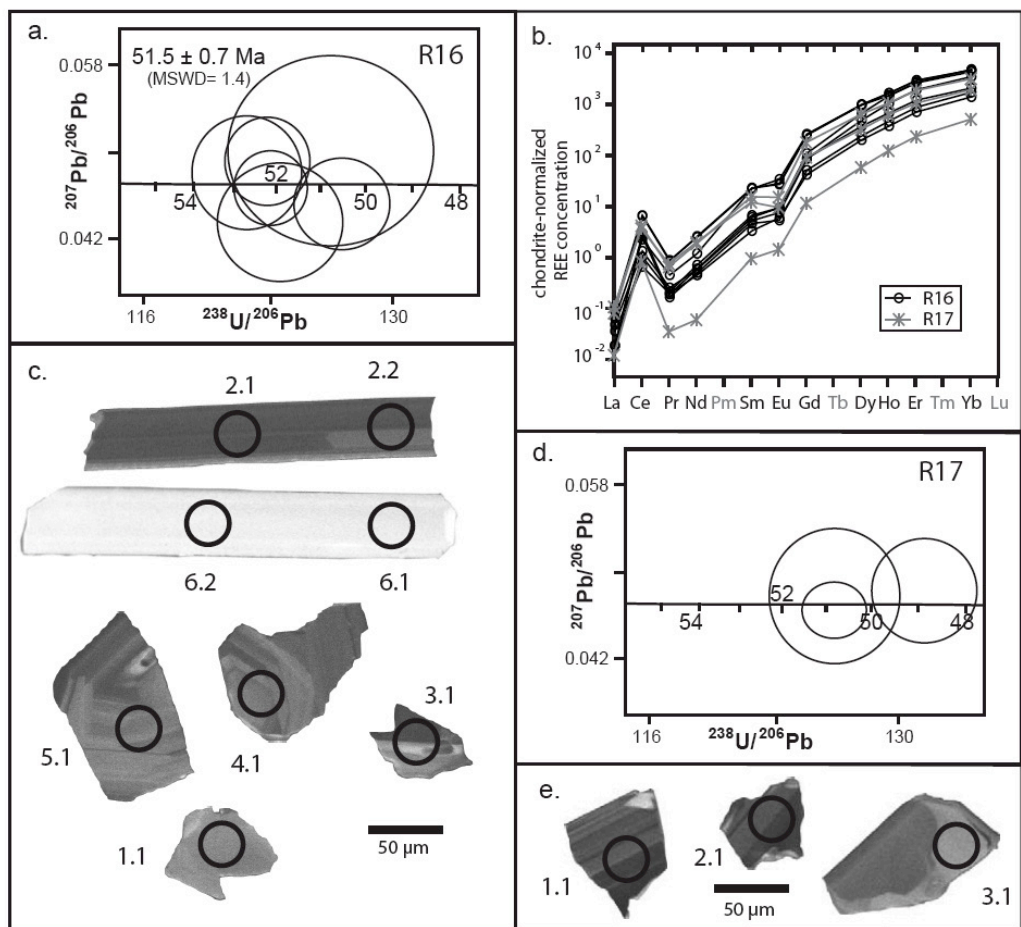 a.
51.5 ± 0.7 Ma
(MSWD= 1.4)
R16
0.058
207Pb/206Pb
0.042
54
52
50
48
116
238U/206Pb
130
b.
chondrite-normalized
REE concentration
10^4
10^3
10^2
10^1
10^0
10^-1
10^-2
R16
R17
La Ce Pr Nd Pm Sm Eu Gd Tb Dy Ho Er Tm Yb Lu
c.
2.1
2.2
6.2
6.1
5.1
4.1
3.1
1.1
50 µm
d.
R17
0.058
207Pb/206Pb
0.042
54
52
50
48
116
238U/206Pb
130
e.
1.1
2.1
3.1
50 µm